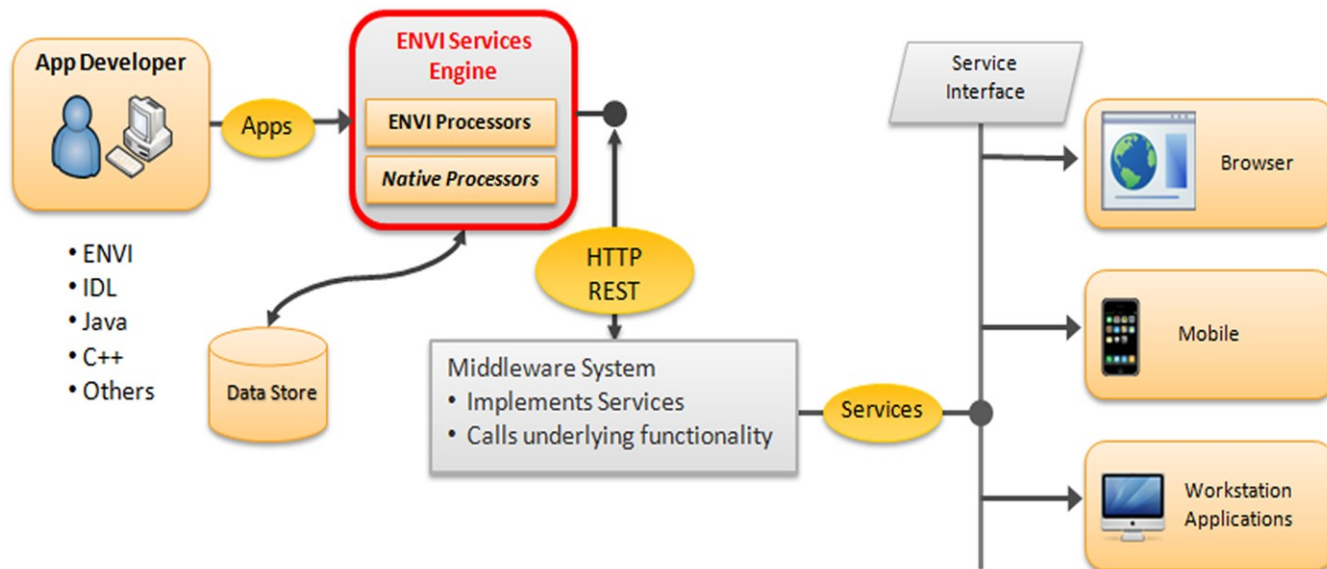 App Developer
Apps
• ENVI
• IDL
• Java
• C++
• Others
ENVI Services
Engine
ENVI Processors
Native Processors
Data Store
HTTP
REST
Middleware System
• Implements Services
• Calls underlying functionality
Services
Service
Interface
Browser
Mobile
Workstation
Applications